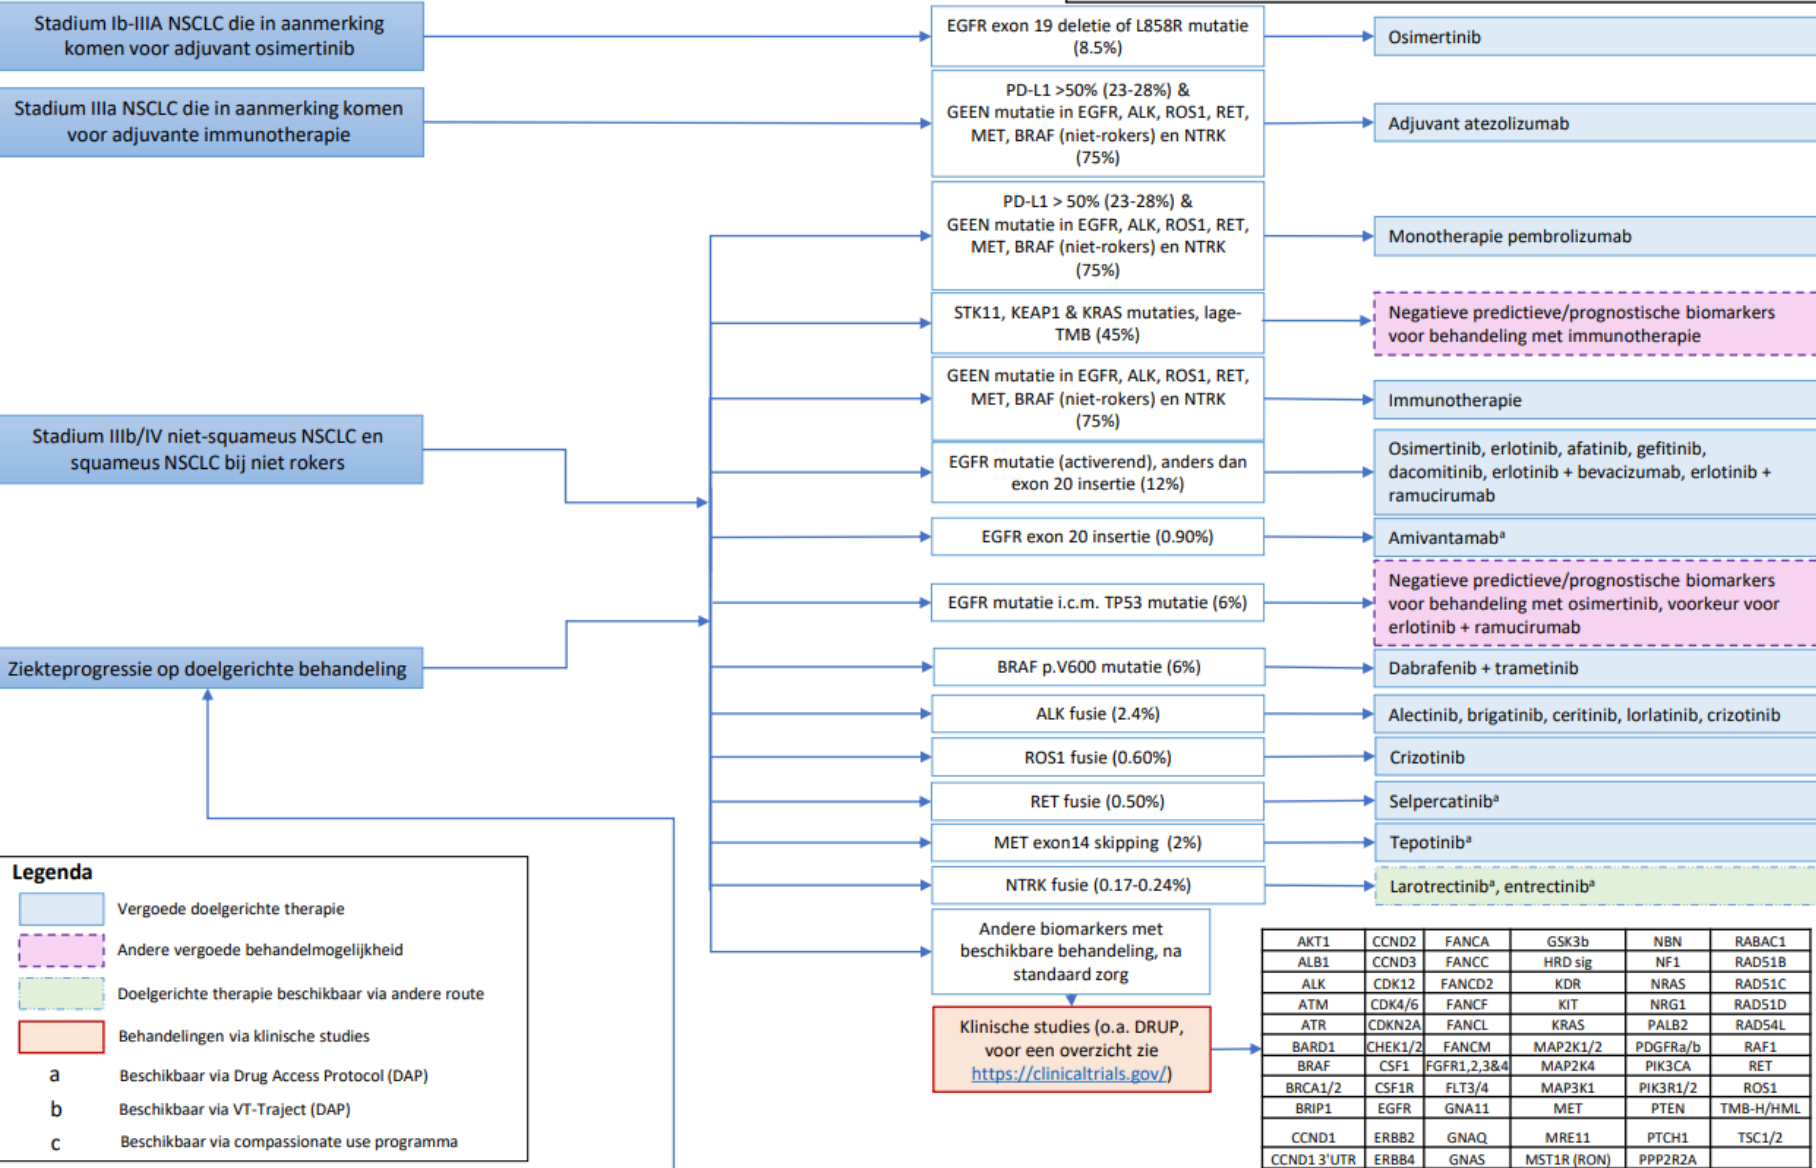 Stadium Ib-IIIA NSCLC die in aanmerking
komen voor adjuvant osimertinib
EGFR exon 19 deletie of L858R mutatie
(8.5%)
Osimertinib
Stadium IIIa NSCLC die in aanmerking komen
voor adjuvante immunotherapie
PD-L1 >50% (23-28%) &
GEEN mutatie in EGFR, ALK, ROS1, RET,
MET, BRAF (niet-rokers) en NTRK
(75%)
Adjuvant atezolizumab
PD-L1 > 50% (23-28%) &
GEEN mutatie in EGFR, ALK, ROS1, RET,
MET, BRAF (niet-rokers) en NTRK
(75%)
Monotherapie pembrolizumab
STK11, KEAP1 & KRAS mutaties, lage-
TMB (45%)
Negatieve predictieve/prognostische biomarkers
voor behandeling met immunotherapie
GEEN mutatie in EGFR, ALK, ROS1, RET,
MET, BRAF (niet-rokers) en NTRK
(75%)
Immunotherapie
Stadium IIIb/IV niet-squameus NSCLC en
squameus NSCLC bij niet rokers
EGFR mutatie (activerend), anders dan
exon 20 insertie (12%)
Osimertinib, erlotinib, afatinib, gefitinib,
dacomitinib, erlotinib + bevacizumab, erlotinib +
ramucirumab
EGFR exon 20 insertie (0.90%)
Amivantamabᵃ
EGFR mutatie i.c.m. TP53 mutatie (6%)
Negatieve predictieve/prognostische biomarkers
voor behandeling met osimertinib, voorkeur voor
erlotinib + ramucirumab
Ziekteprogressie op doelgerichte behandeling
BRAF p.V600 mutatie (6%)
Dabrafenib + trametinib
ALK fusie (2.4%)
Alectinib, brigatinib, ceritinib, lorlatinib, crizotinib
ROS1 fusie (0.60%)
Crizotinib
RET fusie (0.50%)
Selpercatinibᵃ
MET exon14 skipping (2%)
Tepotinibᵃ
NTRK fusie (0.17-0.24%)
Larotrectinibᵃ, entrectinibᵃ
Andere biomarkers met
beschikbare behandeling, na
standaard zorg
Klinische studies (o.a. DRUP,
voor een overzicht zie
https://clinicaltrials.gov/)
AKT1 CCND2 FANCA GSK3b NBN RABAC1
ALB1 CCND3 FANCC HRD sig NF1 RAD51B
ALK CDK12 FANCD2 KDR NRAS RAD51C
ATM CDK4/6 FANCF KIT NRG1 RAD51D
ATR CDKN2A FANCL KRAS PALB2 RAD54L
BARD1 CHEK1/2 FANCM MAP2K1/2 PDGFRa/b RAF1
BRAF CSF1 FGFR1,2,3&4 MAP2K4 PIK3CA RET
BRCA1/2 CSF1R FLT3/4 MAP3K1 PIK3R1/2 ROS1
BRIP1 EGFR GNA11 MET PTEN TMB-H/HML
CCND1 ERBB2 GNAQ MRE11 PTCH1 TSC1/2
CCND1 3'UTR ERBB4 GNAS MST1R (RON) PPP2R2A
Legenda
Vergoede doelgerichte therapie
Andere vergoede behandelmogelijkheid
Doelgerichte therapie beschikbaar via andere route
Behandelingen via klinische studies
a Beschikbaar via Drug Access Protocol (DAP)
b Beschikbaar via VT-Traject (DAP)
c Beschikbaar via compassionate use programma